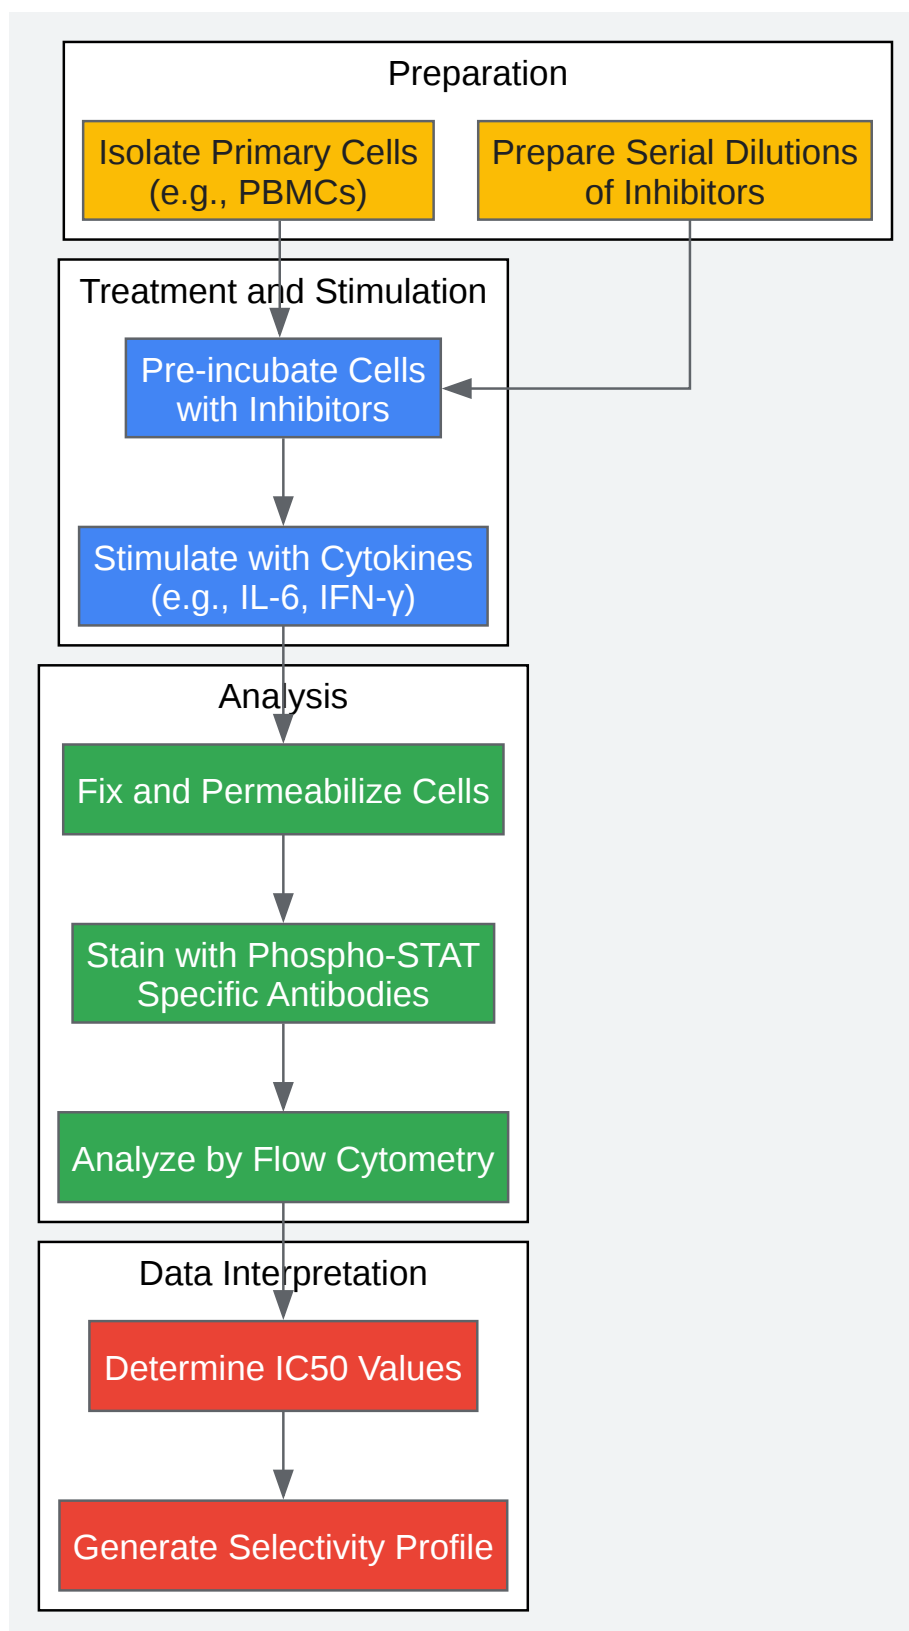 Preparation
Isolate Primary Cells
(e.g., PBMCs)
Prepare Serial Dilutions
of Inhibitors
Treatment and Stimulation
Pre-incubate Cells
with Inhibitors
Stimulate with Cytokines
(e.g., IL-6, IFN-γ)
Analysis
Fix and Permeabilize Cells
Stain with Phospho-STAT
Specific Antibodies
Analyze by Flow Cytometry
Data Interpretation
Determine IC50 Values
Generate Selectivity Profile